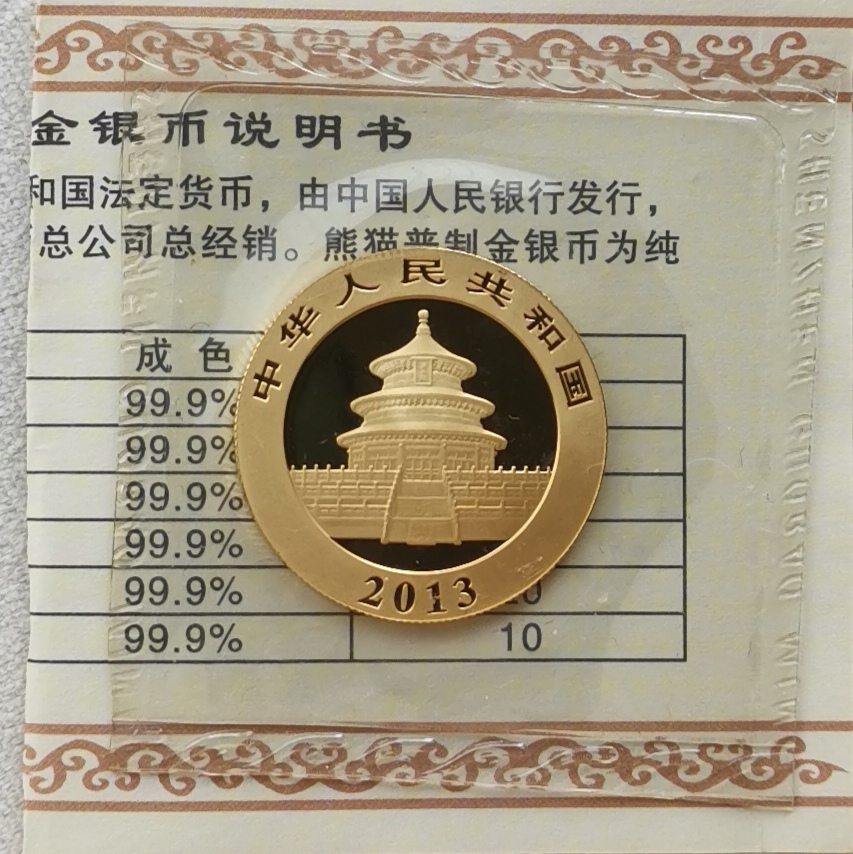 金银币说明书
和国法定货币，由中国人民银行发行，
总公司总经销。熊猫普制金银币为纯
中华人民共和国
成色
99.9%
99.9%
99.9%
99.9%
99.9%
99.9% 10
2013